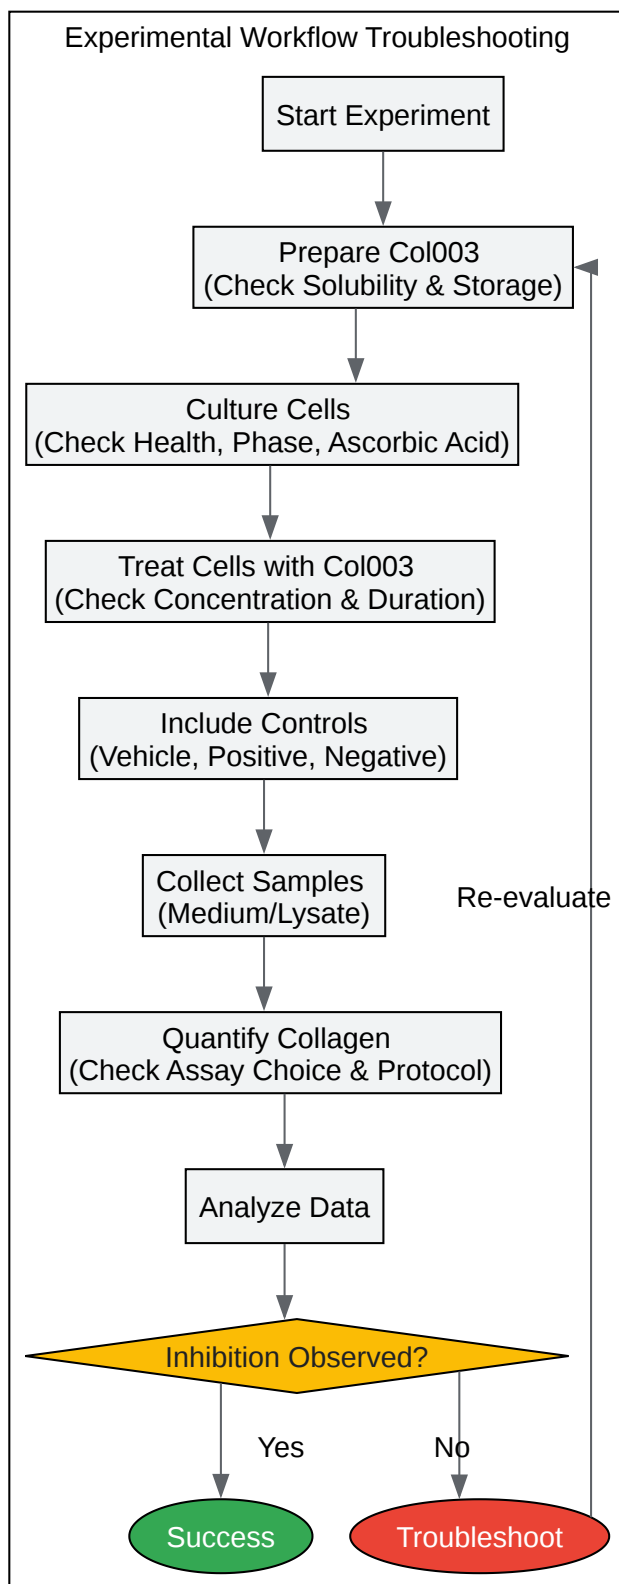 Experimental Workflow Troubleshooting
Start Experiment
Prepare Col003
(Check Solubility & Storage)
Culture Cells
(Check Health, Phase, Ascorbic Acid)
Treat Cells with Col003
(Check Concentration & Duration)
Include Controls
(Vehicle, Positive, Negative)
Collect Samples
(Medium/Lysate)
Re-evaluate
Quantify Collagen
(Check Assay Choice & Protocol)
Analyze Data
Inhibition Observed?
Yes
No
Success
Troubleshoot